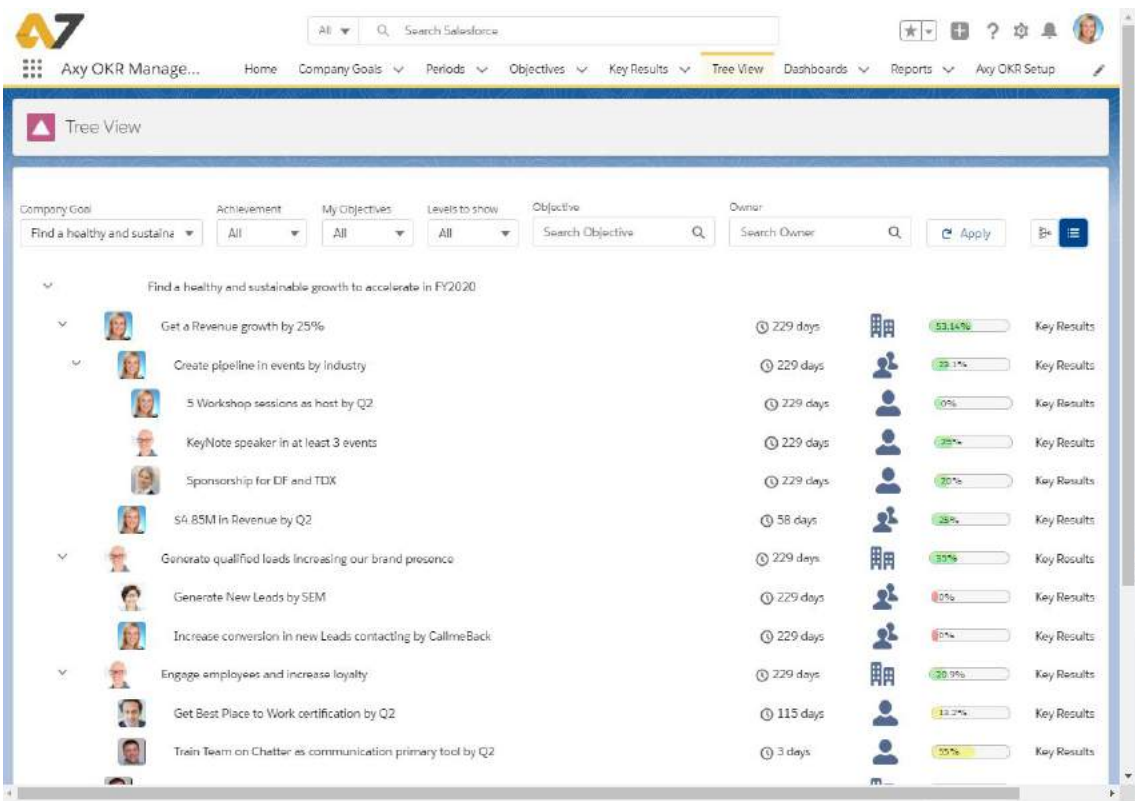 A7
All Search Salesforce
Axy OKR Manage... Home Company Goals Periods Objectives Key Results Tree View Dashboards Reports Axy OKR Setup
Tree View
Company Goal Achievement My Objectives Levels to show Objective Owner
Find a healthy and sustaina All All All Search Objective Search Owner Apply
Find a healthy and sustainable growth to accelerate in FY2020
Get a Revenue growth by 25% 229 days 53.14% Key Results
Create pipeline in events by industry 229 days Key Results
5 Workshop sessions as host by Q2 229 days 0% Key Results
KeyNote speaker in at least 3 events 229 days 25% Key Results
Sponsorship for DF and TDX 229 days 20% Key Results
$4.85M in Revenue by Q2 58 days 25% Key Results
Generate qualified leads increasing our brand presence 229 days Key Results
Generate New Leads by SEM 229 days 0% Key Results
Increase conversion in new Leads contacting by CallmeBack 229 days 0% Key Results
Engage employees and increase loyalty 229 days 20.9% Key Results
Get Best Place to Work certification by Q2 115 days 13.2% Key Results
Train Team on Chatter as communication primary tool by Q2 3 days 55% Key Results